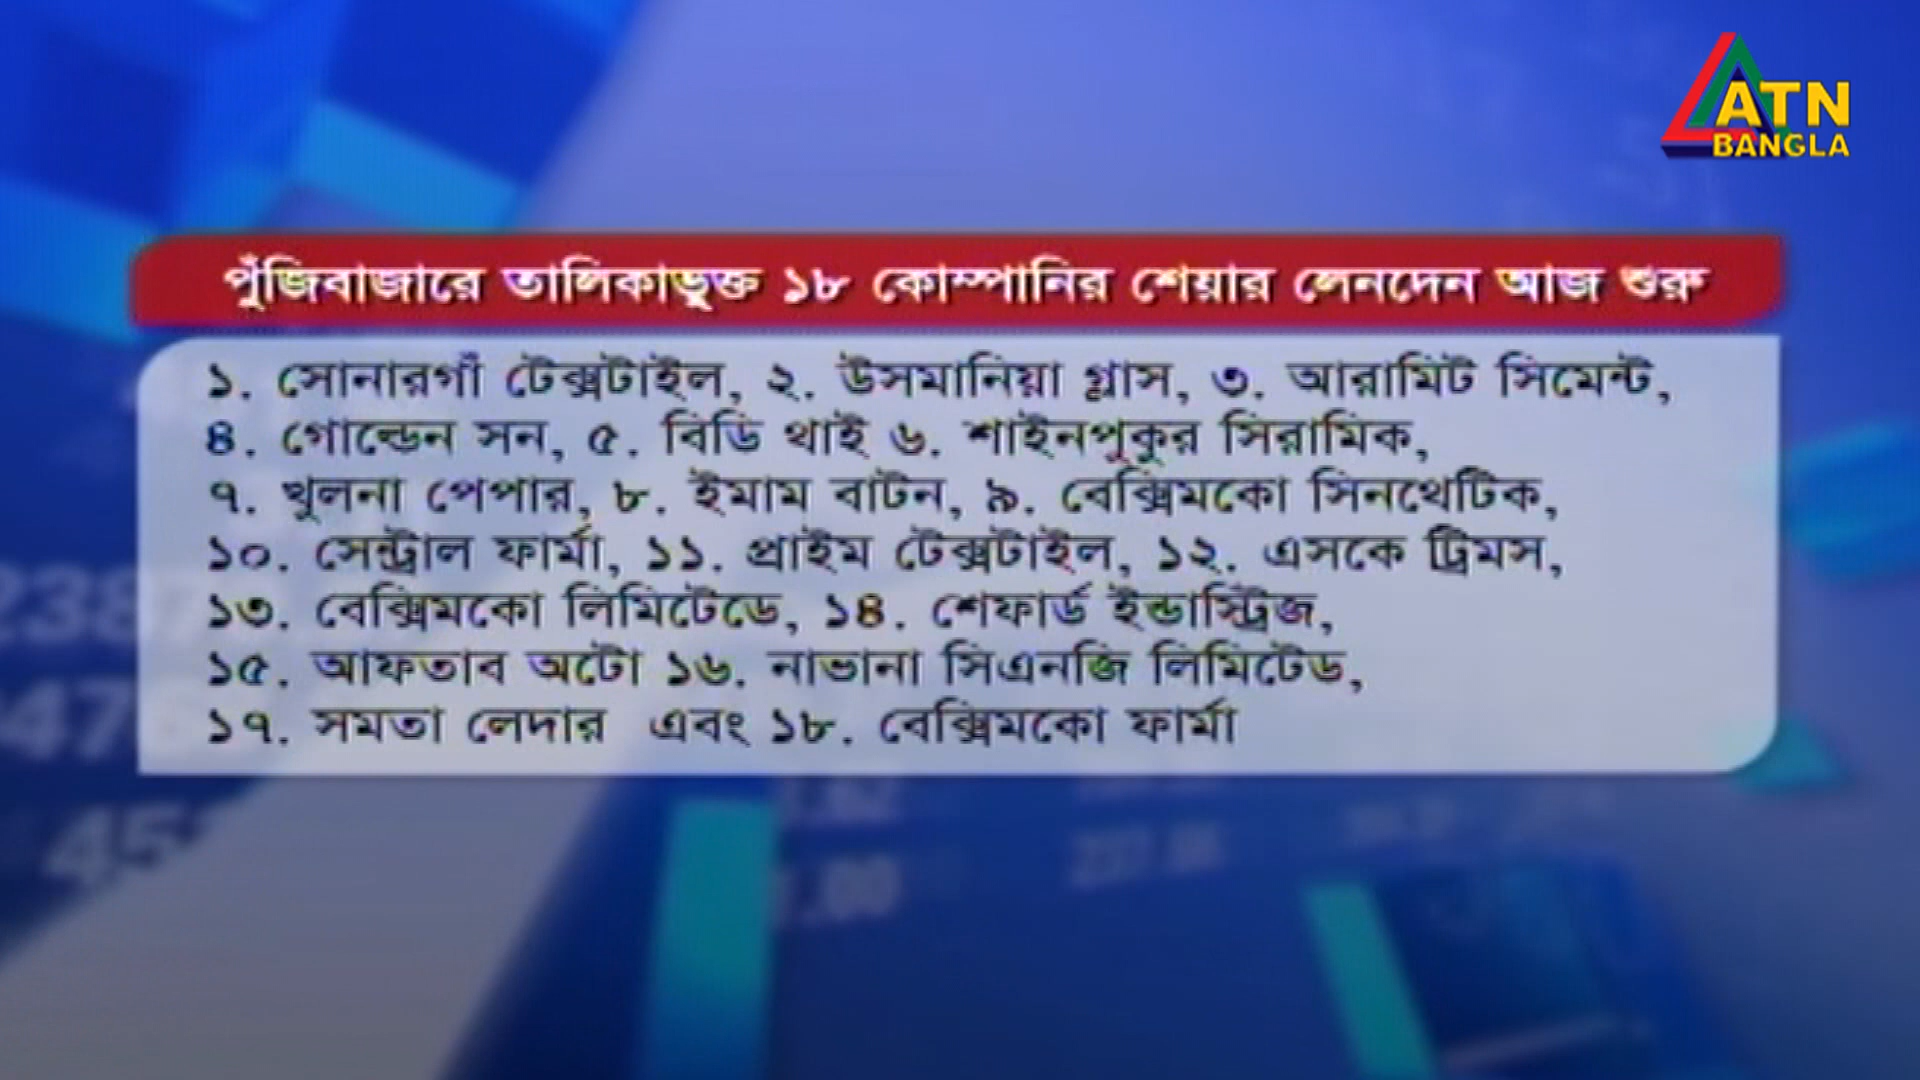 ATN
BANGLA
পুঁজিবাজারে তালিকাভুক্ত ১৮ কোম্পানির শেয়ার লেনদেন আজ শুরু
১. সোনারগাঁ টেক্সটাইল, ২. উসমানিয়া গ্লাস, ৩. আরামিট সিমেন্ট,
৪. গোল্ডেন সন, ৫. বিডি থাই ৬. শাইনপুকুর সিরামিক,
৭. খুলনা পেপার, ৮. ইমাম বাটন, ৯. বেক্সিমকো সিনথেটিক,
১০. সেন্ট্রাল ফার্মা, ১১. প্রাইম টেক্সটাইল, ১২. এসকে ট্রিমস,
১৩. বেক্সিমকো লিমিটেডে, ১৪. শেফার্ড ইন্ডাস্ট্রিজ,
১৫. আফতাব অটো ১৬. নাভানা সিএনজি লিমিটেড,
১৭. সমতা লেদার এবং ১৮. বেক্সিমকো ফার্মা